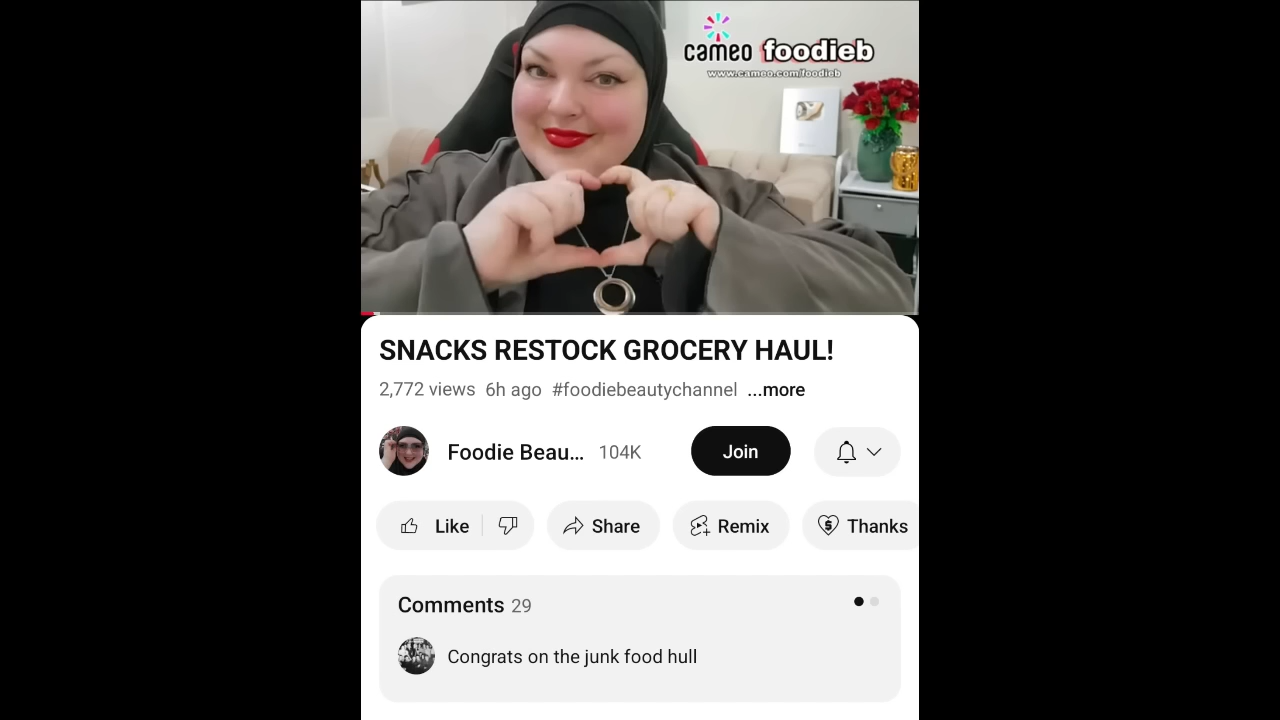 cameo foodieb
www.cameo.com/foodieb
SNACKS RESTOCK GROCERY HAUL!
2,772 views 6h ago #foodiebeautychannel ...more
Foodie Beau... 104K Join
Like Share Remix Thanks
Comments 29
Congrats on the junk food hull